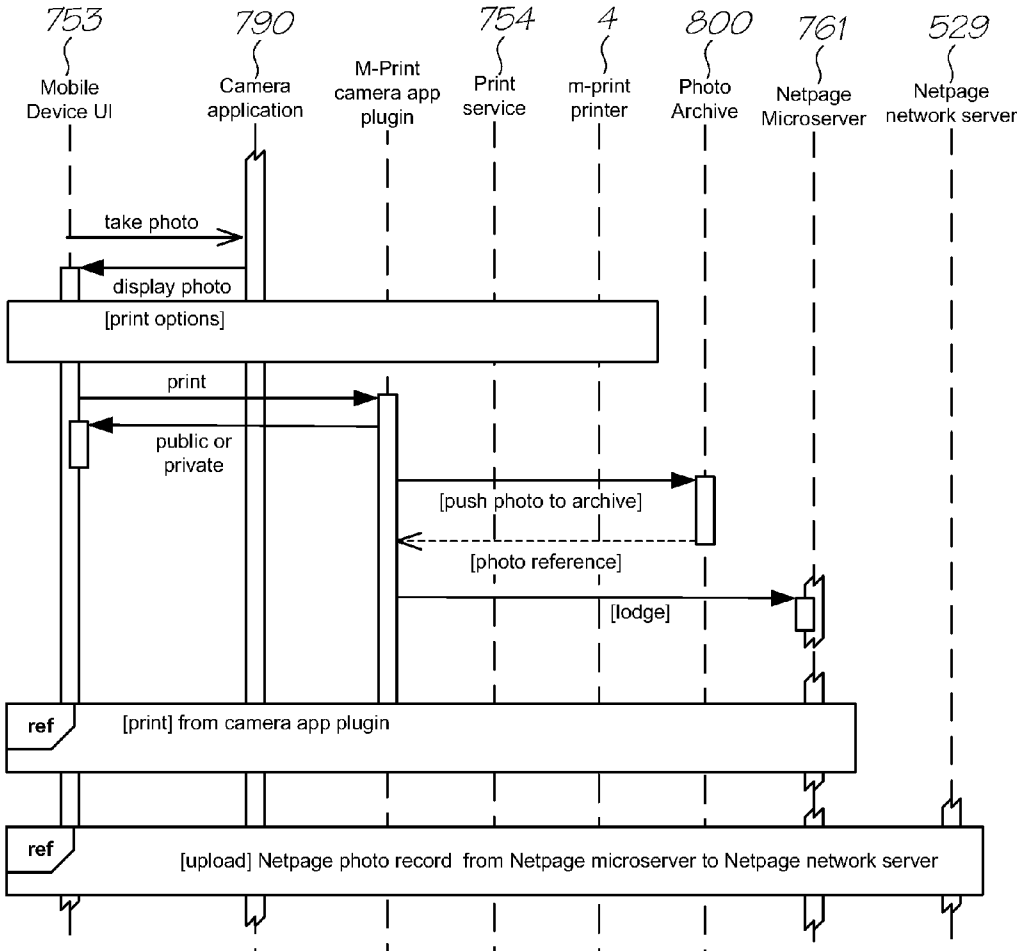 753 790 754 4 800 761 529
Mobile
Device UI
Camera
application
M-Print
camera app
plugin
Print
service
m-print
printer
Photo
Archive
Netpage
Microserver
Netpage
network server
take photo
display photo
[print options]
print
public or
private
[push photo to archive]
[photo reference]
[lodge]
ref
[print] from camera app plugin
ref
[upload] Netpage photo record from Netpage microserver to Netpage network server